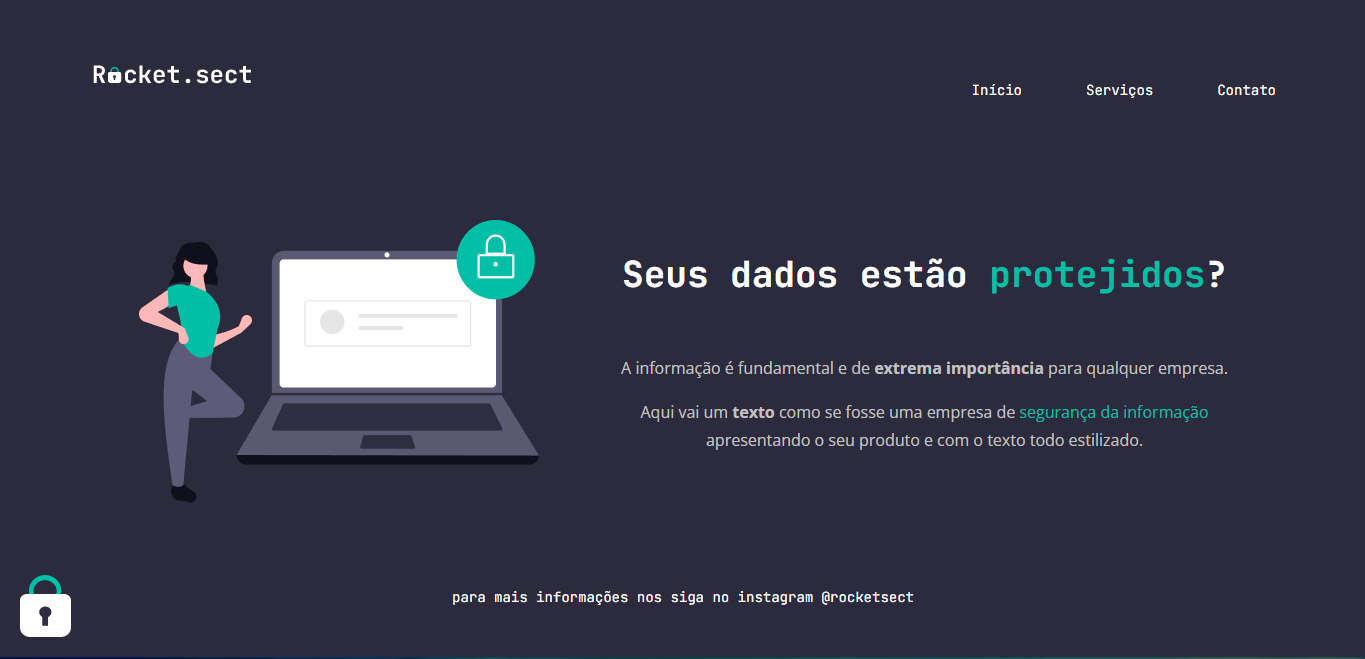 Rocket.sect
Início Serviços Contato
Seus dados estão protejidos?
A informação é fundamental e de extrema importância para qualquer empresa.
Aqui vai um texto como se fosse uma empresa de segurança da informação
apresentando o seu produto e com o texto todo estilizado.
para mais informações nos siga no instagram @rocketsect